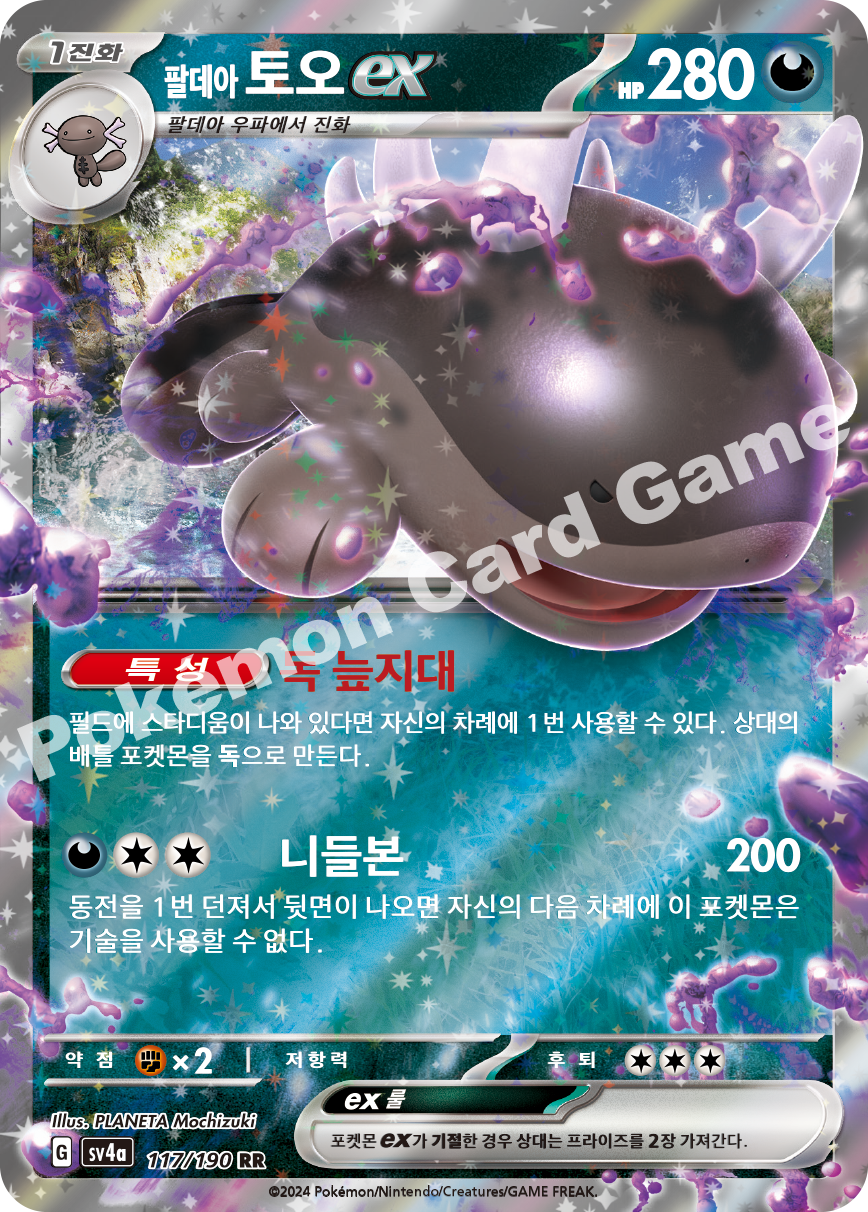 1진화
팔데아 토오 ex
HP 280
팔데아 우파에서 진화
Pokémon Card Game
특성 독 늪지대
필드에 스타디움이 나와 있다면 자신의 차례에 1번 사용할 수 있다. 상대의
배틀 포켓몬을 독으로 만든다.
니들본 200
동전을 1번 던져서 뒷면이 나오면 자신의 다음 차례에 이 포켓몬은
기술을 사용할 수 없다.
약점 ×2 | 저항력 후퇴
ex 룰
포켓몬 ex가 기절한 경우 상대는 프라이즈를 2장 가져간다.
Illus. PLANETA Mochizuki
G sv4a 117/190 RR
©2024 Pokémon/Nintendo/Creatures/GAME FREAK.